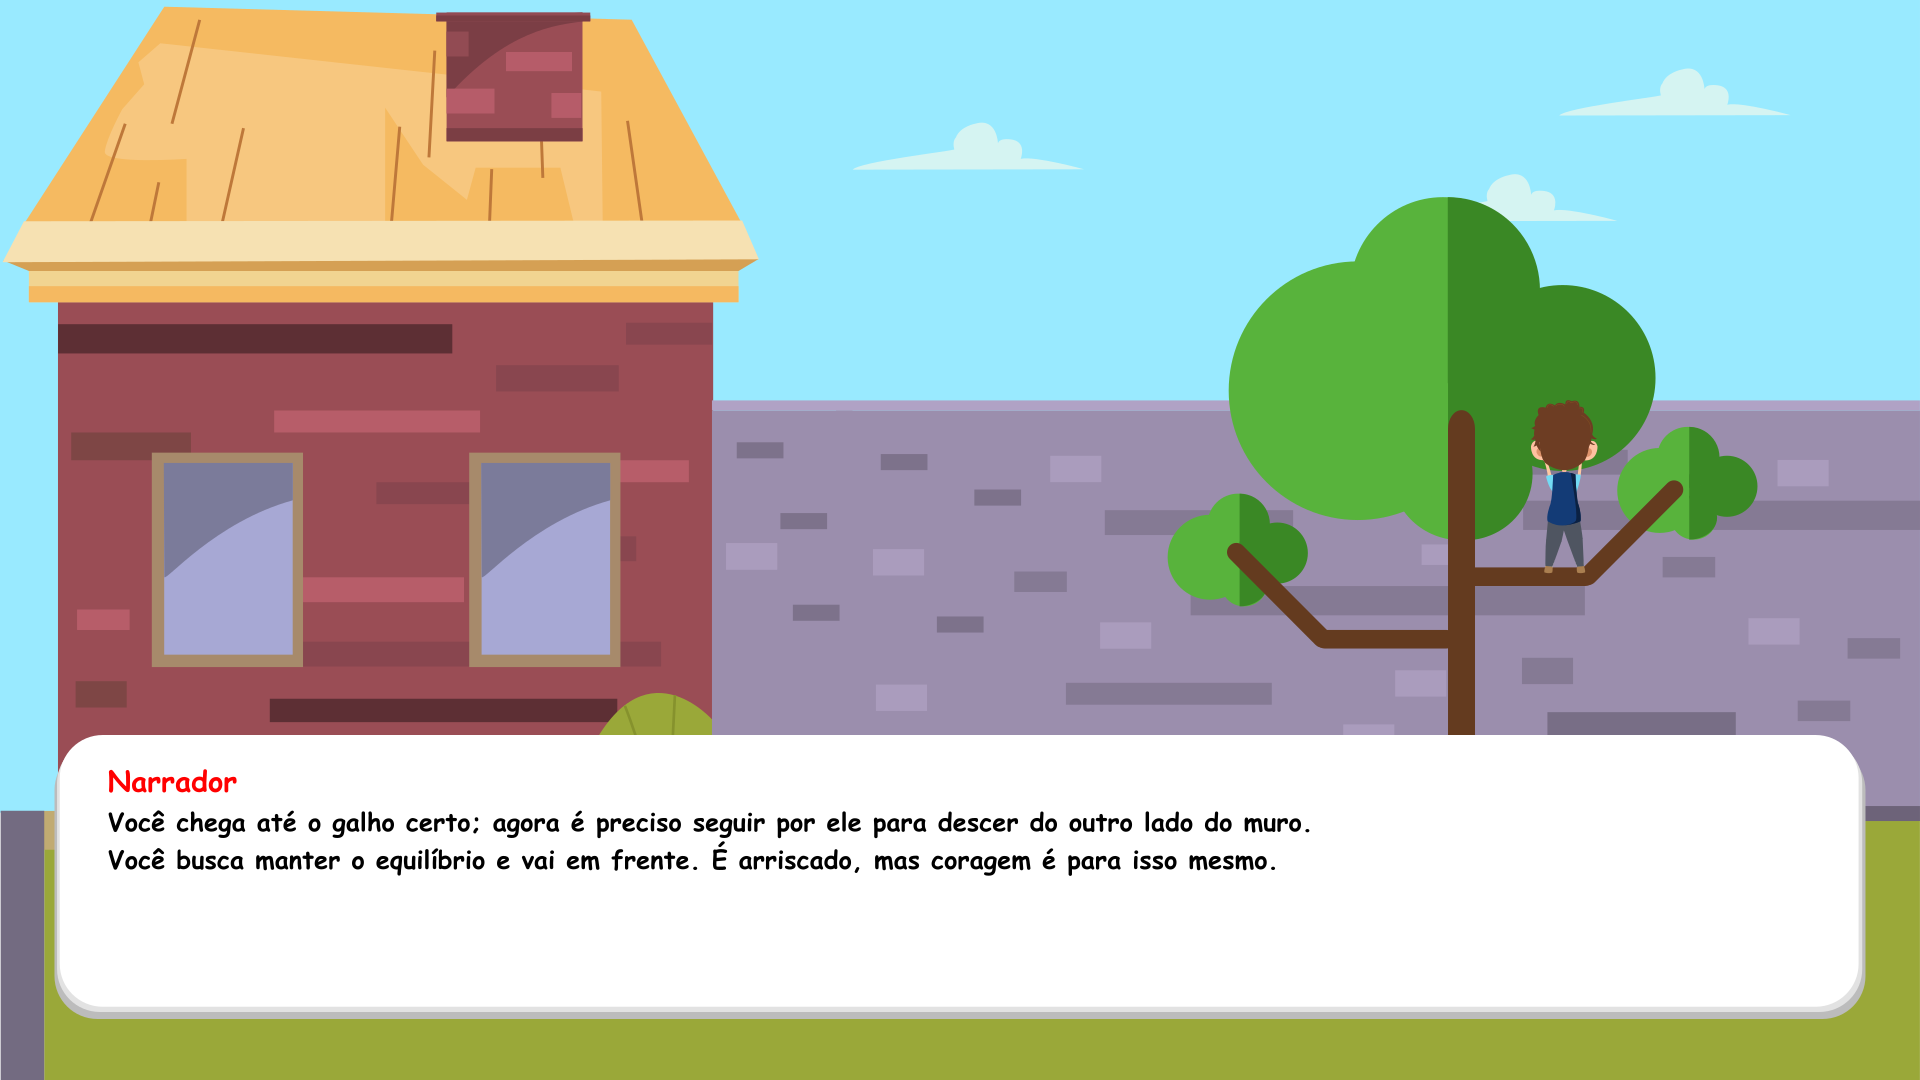 Narrador
Você chega até o galho certo; agora é preciso seguir por ele para descer do outro lado do muro.
Você busca manter o equilíbrio e vai em frente. É arriscado, mas coragem é para isso mesmo.